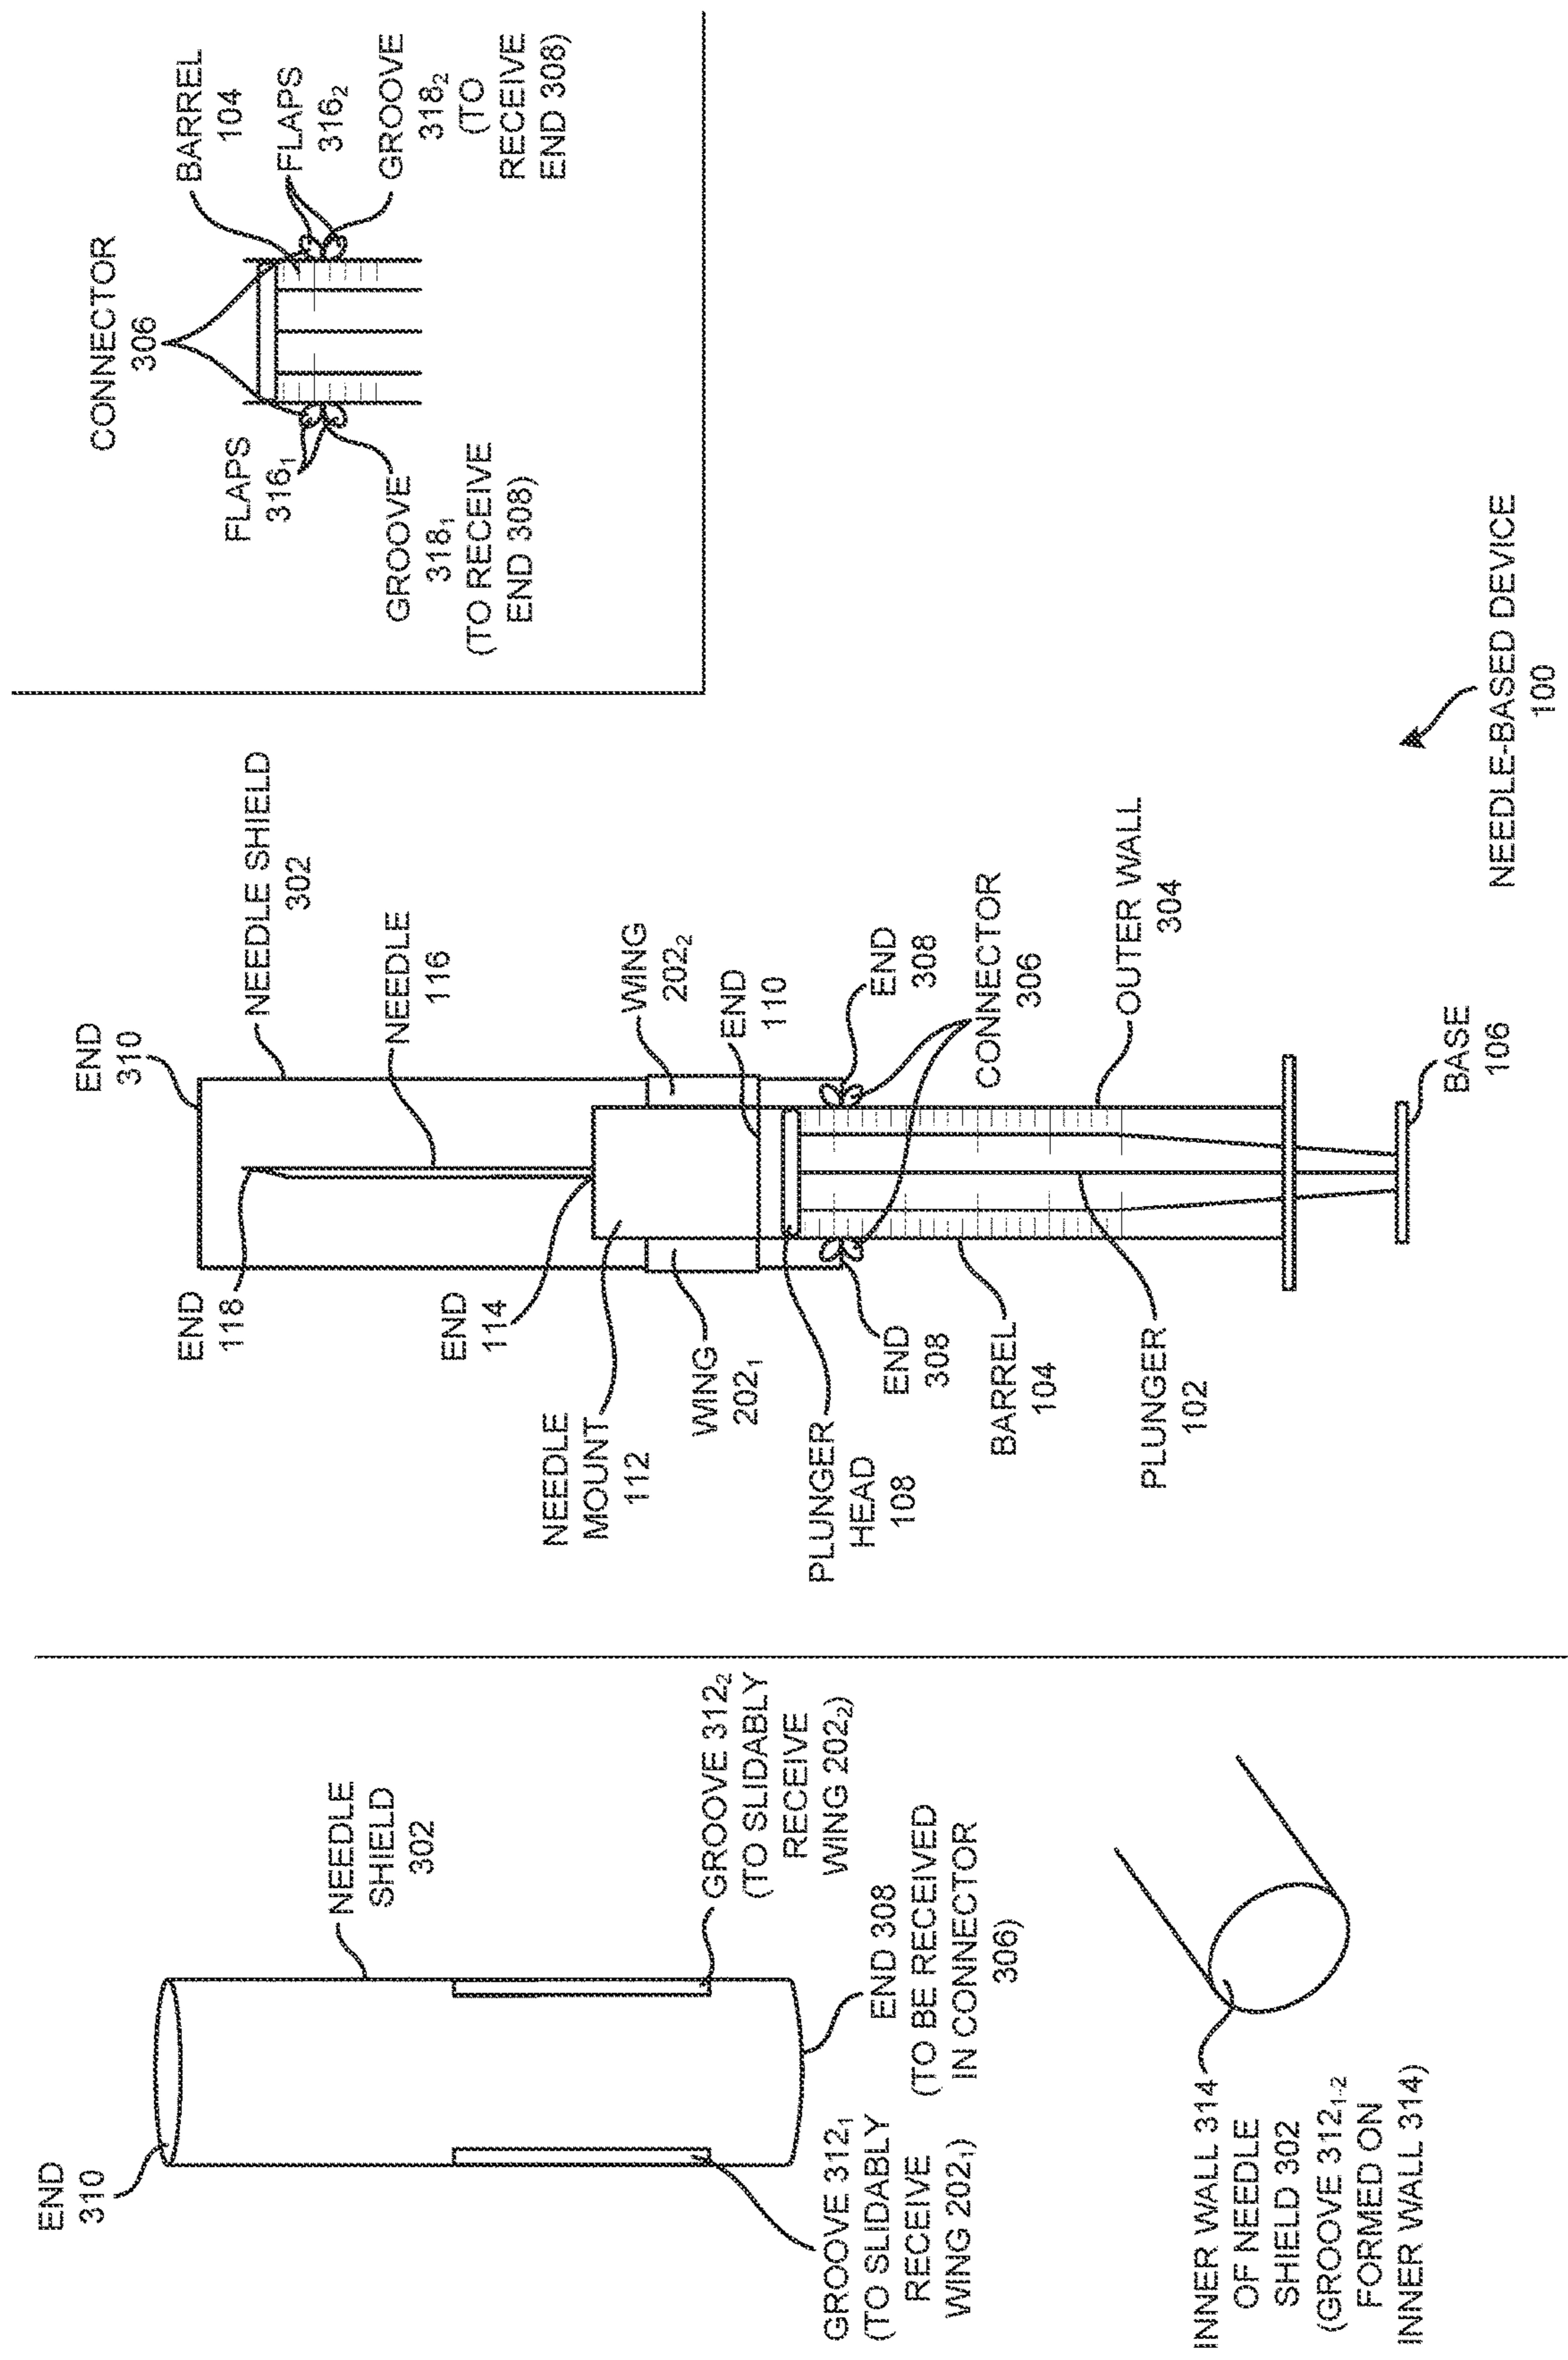 END
310
NEEDLE
SHIELD
302
GROOVE 312₂
(TO SLIDABLY
RECEIVE
WING 202₂)
GROOVE 312₁
(TO SLIDABLY
RECEIVE
WING 202₁)
END 308
(TO BE RECEIVED
IN CONNECTOR
306)
INNER WALL 314
OF NEEDLE
SHIELD 302
(GROOVE 312₁₋₂
FORMED ON
INNER WALL 314)
END
310
NEEDLE SHIELD
302
END
118
NEEDLE
116
END
114
NEEDLE
MOUNT
112
WING
202₂
WING
202₁
END
110
PLUNGER
HEAD
108
END
308
END
308
CONNECTOR
306
BARREL
104
OUTER WALL
304
PLUNGER
102
BASE
106
CONNECTOR
306
BARREL
104
FLAPS
316₁
FLAPS
316₂
GROOVE
318₁
(TO RECEIVE
END 308)
GROOVE
318₂
(TO
RECEIVE
END 308)
NEEDLE-BASED DEVICE
100